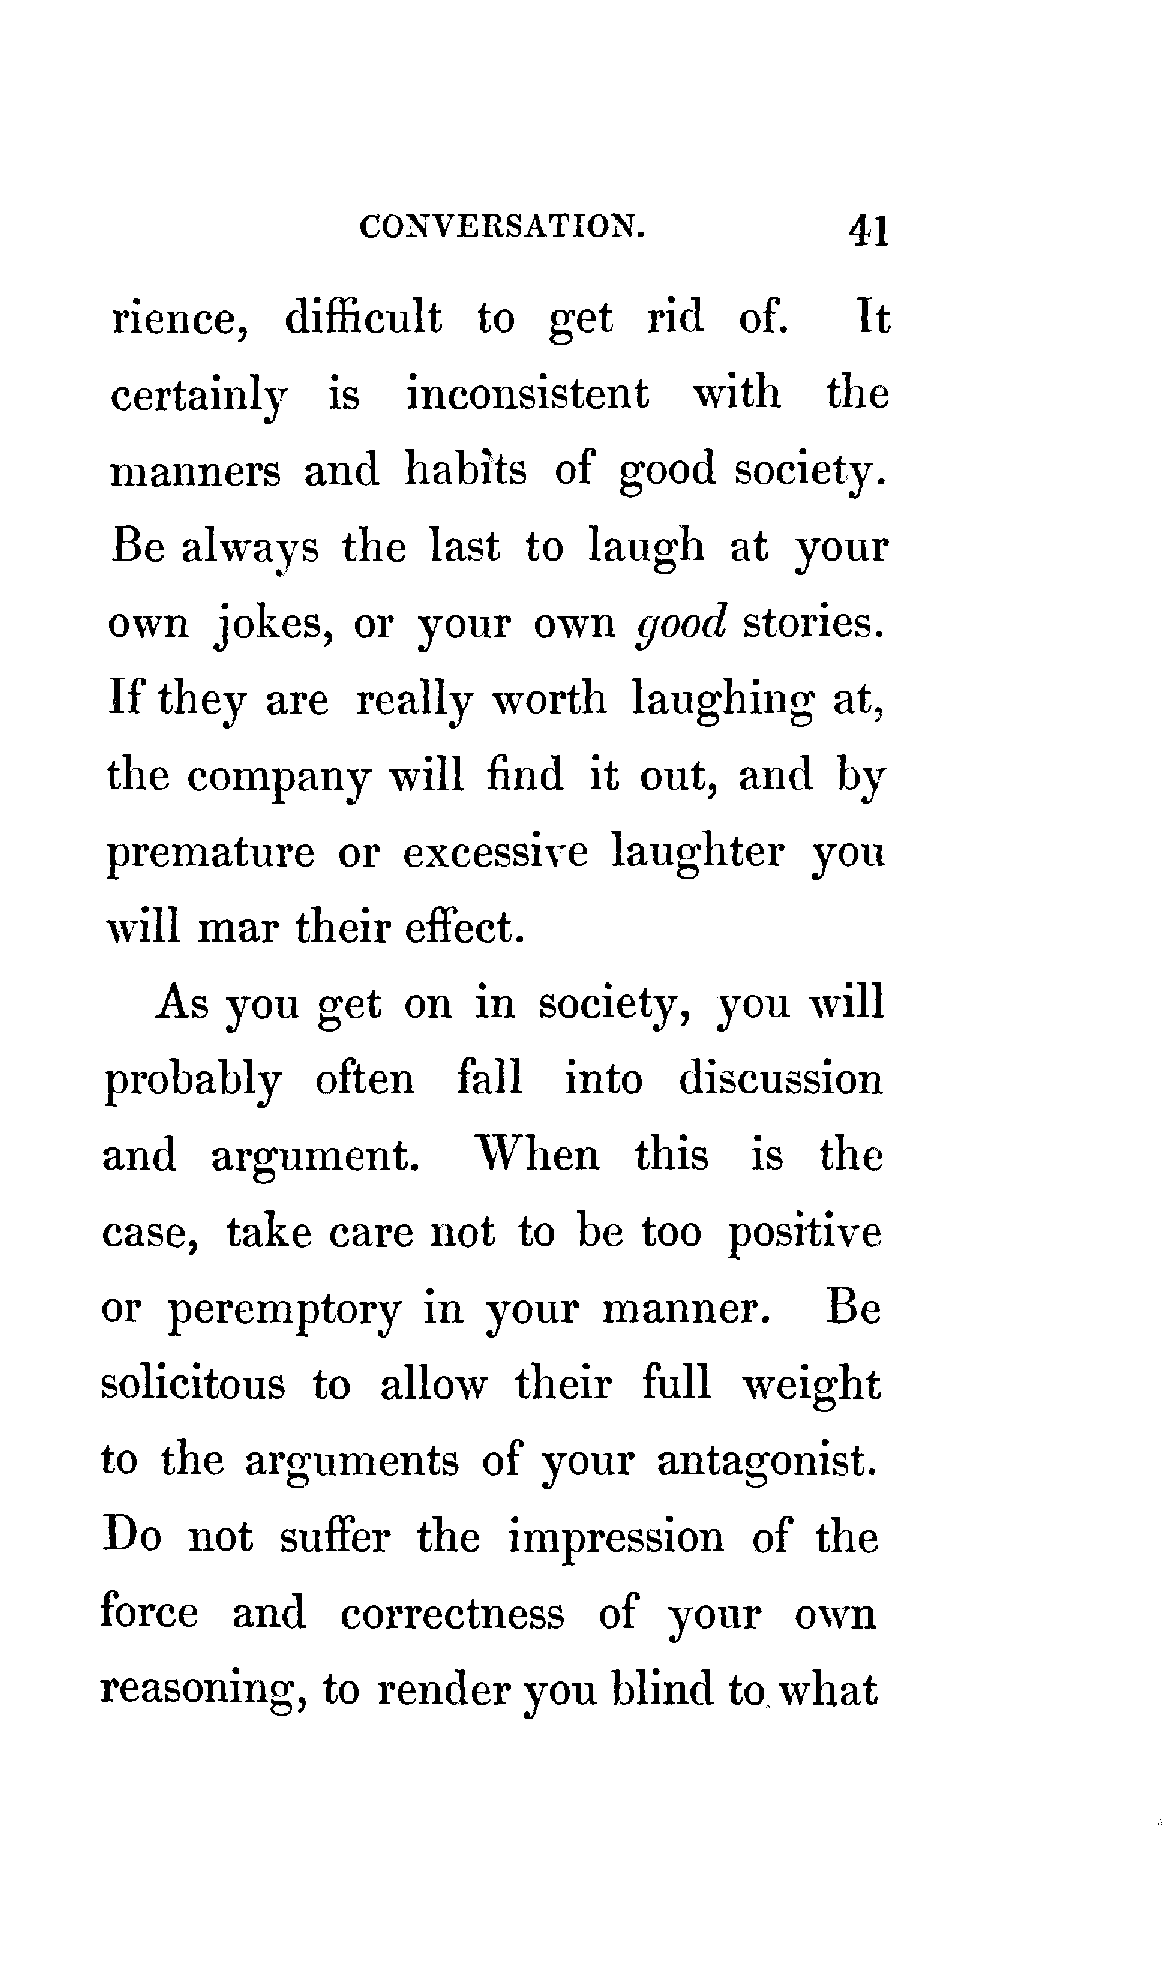 CONVERSATION. 41
rience, difficult to get rid of. It
certainly is inconsistent with the
manners and habits of good society.
Be always the last to laugh at your
own jokes, or your own good stories.
If they are really worth laughing at,
the company will find it out, and by
premature or excessive laughter you
will mar their effect.
As you get on in society, you will
probably often fall into discussion
and argument. When this is the
case, take care not to be too positive
or peremptory in your manner. Be
solicitous to allow their full weight
to the arguments of your antagonist.
Do not suffer the impression of the
force and correctness of your own
reasoning, to render you blind to what